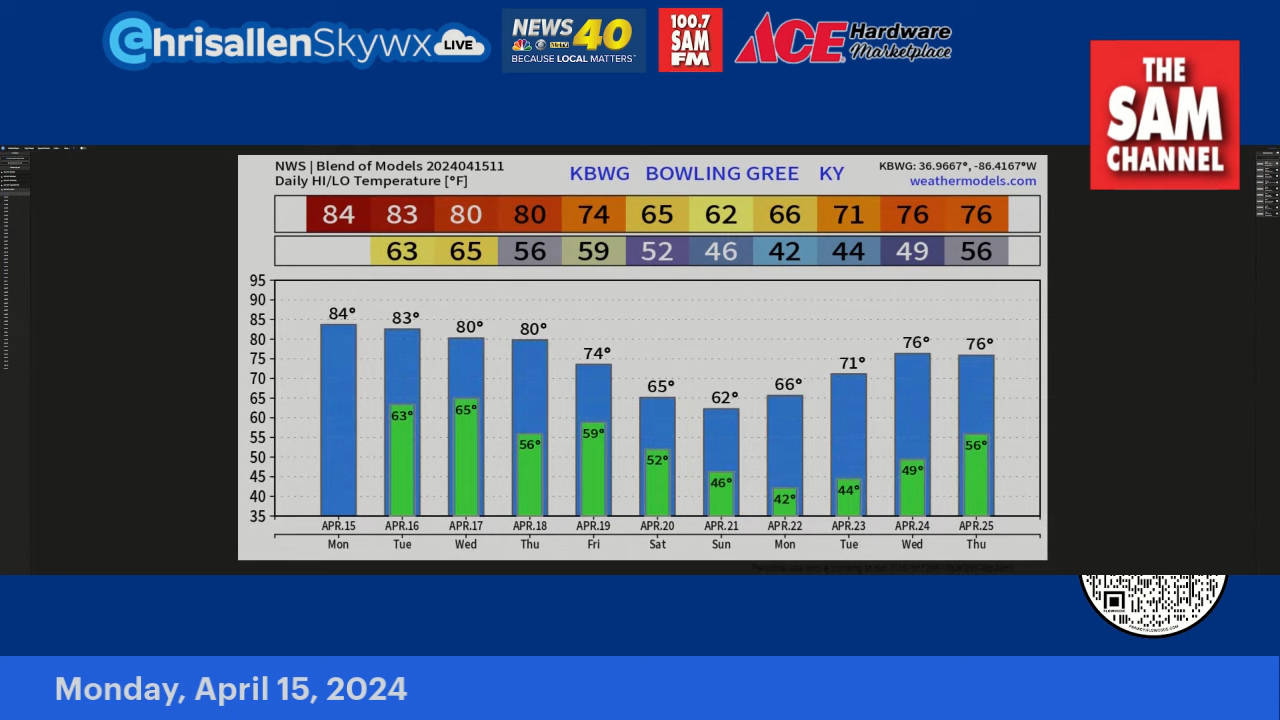 @hrisallenSkywx LIVE
NEWS 40
BECAUSE LOCAL MATTERS
100.7
SAM
FM
ACE Hardware
Marketplace
THE
SAM
CHANNEL
NWS | Blend of Models 2024041511
Daily HI/LO Temperature [°F]
KBWG BOWLING GREE KY
KBWG: 36.9667°, -86.4167°W
weathermodels.com
84 83 80 80 74 65 62 66 71 76 76
63 65 56 59 52 46 42 44 49 56
95
90
85
80
75
70
65
60
55
50
45
40
35
84° 83° 80° 80° 74° 65° 62° 66° 71° 76° 76°
63° 65° 56° 59° 52° 46° 42° 44° 49° 56°
APR.15 APR.16 APR.17 APR.18 APR.19 APR.20 APR.21 APR.22 APR.23 APR.24 APR.25
Mon Tue Wed Thu Fri Sat Sun Mon Tue Wed Thu
Monday, April 15, 2024